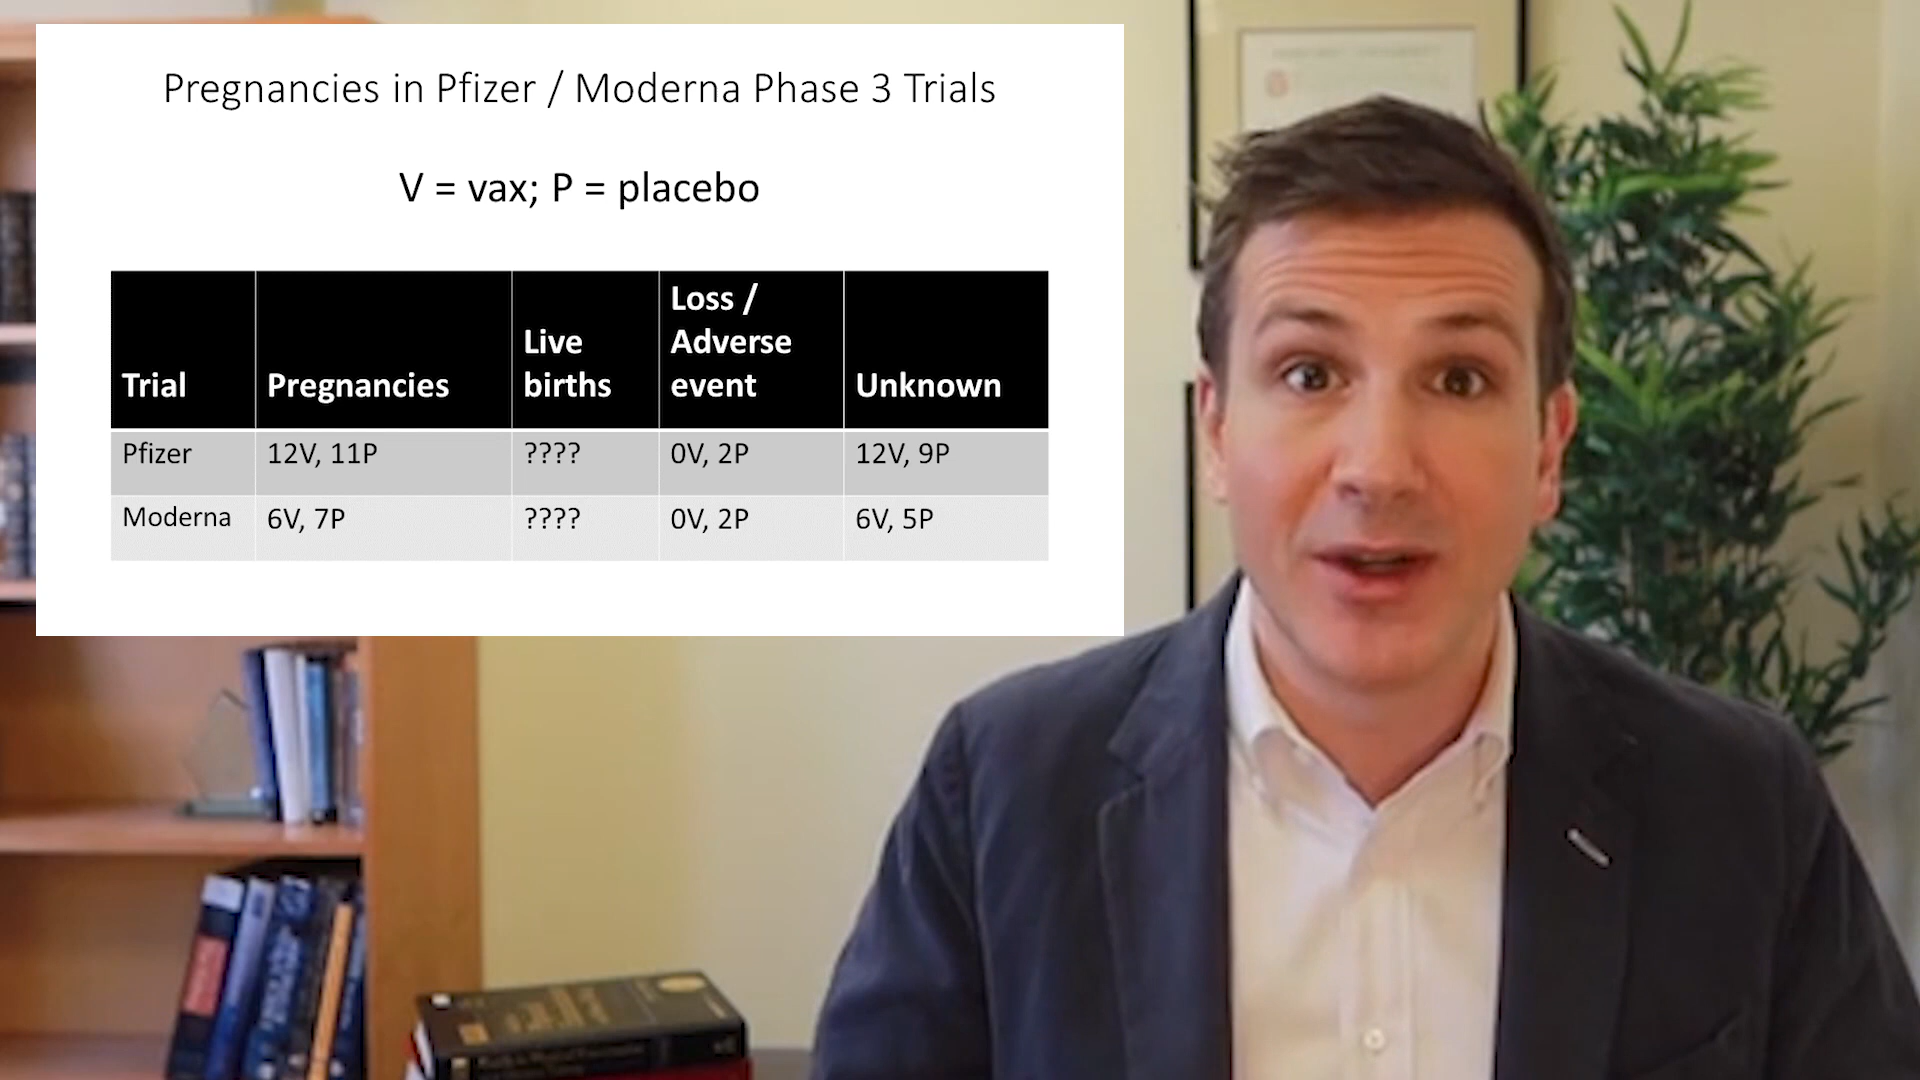 Pregnancies in Pfizer / Moderna Phase 3 Trials
V = vax; P = placebo
Trial Pregnancies Live births Loss / Adverse event Unknown
Pfizer 12V, 11P ???? 0V, 2P 12V, 9P
Moderna 6V, 7P ???? 0V, 2P 6V, 5P